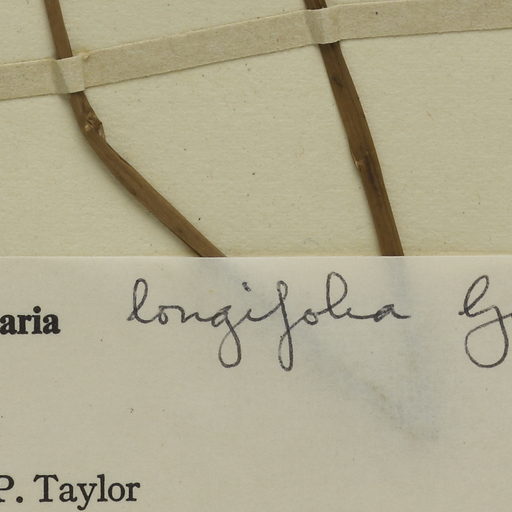 aria longifolia G
P. Taylor